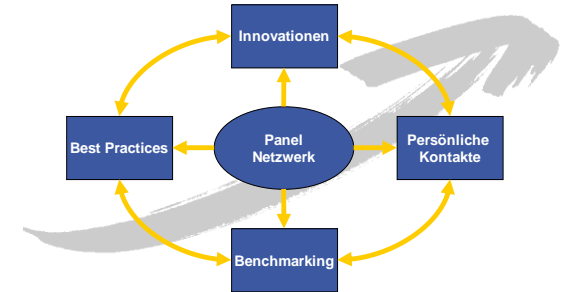 Innovationen
Best Practices
Panel
Netzwerk
Persönliche
Kontakte
Benchmarking